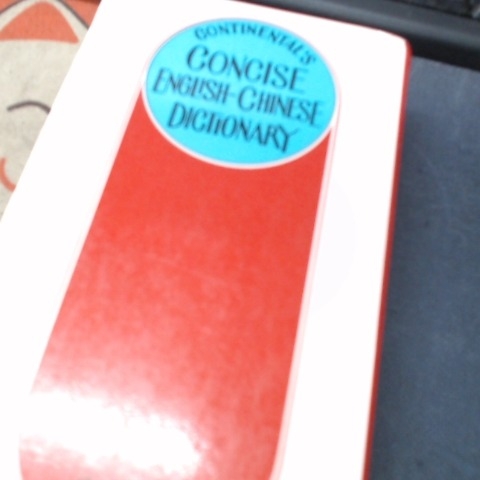 CONTINENTAL'S
CONCISE
ENGLISH-CHINESE
DICTIONARY